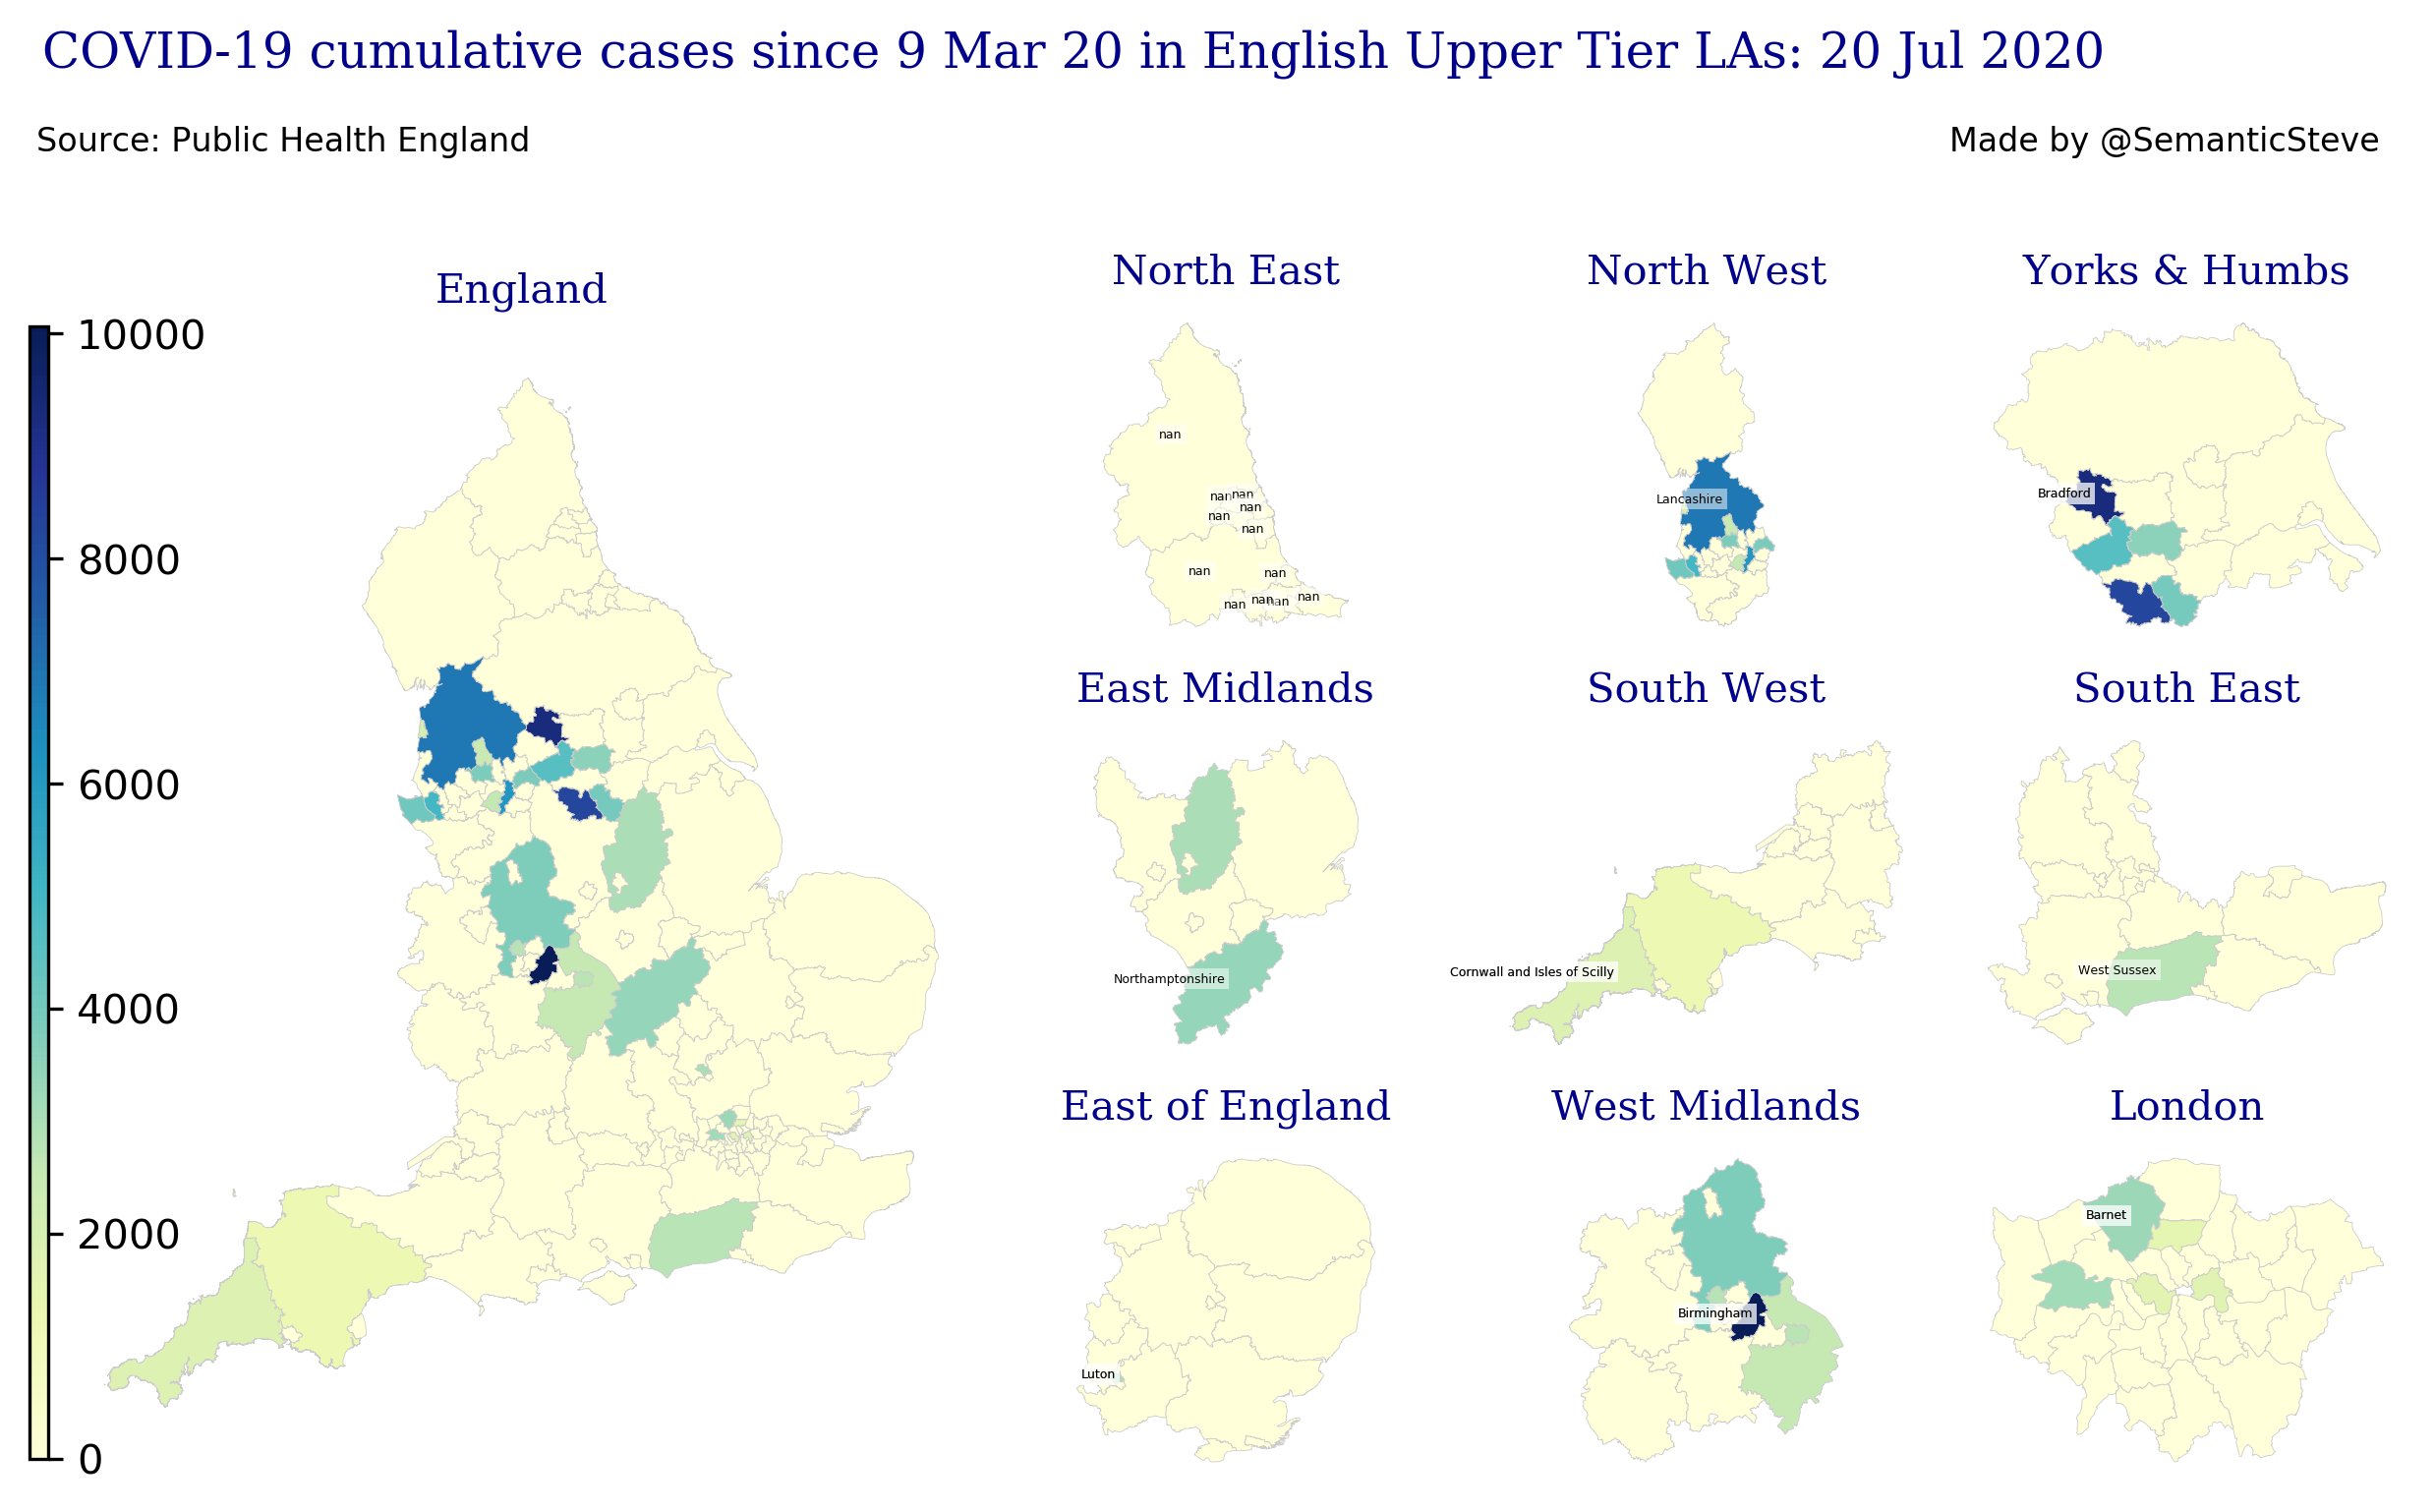 COVID-19 cumulative cases since 9 Mar 20 in English Upper Tier LAs: 20 Jul 2020
Source: Public Health England
Made by @SemanticSteve
England
10000
8000
6000
4000
2000
0
North East
nan
nan
nan
nan
nan
nan
nan
nan
nan
nan
nan
nan
North West
Lancashire
Yorks & Humbs
Bradford
East Midlands
Northamptonshire
South West
Cornwall and Isles of Scilly
South East
West Sussex
East of England
Luton
West Midlands
Birmingham
London
Barnet